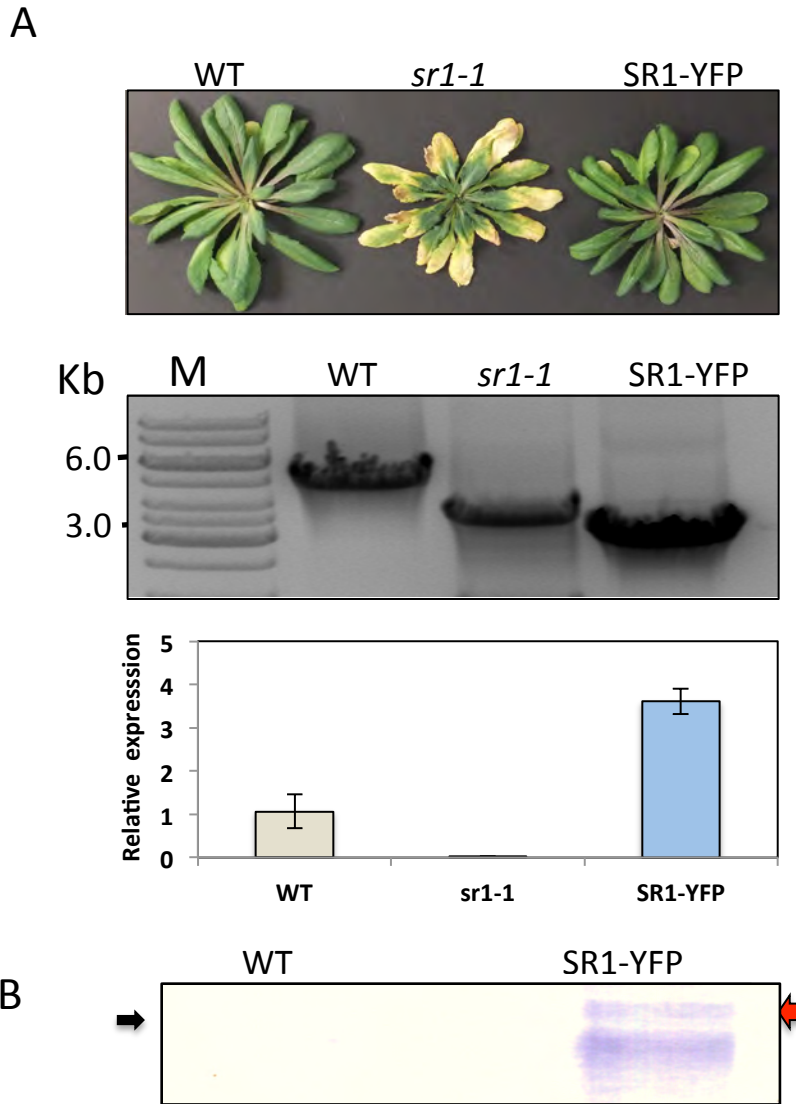 A
WT sr1-1 SR1-YFP
Kb M WT sr1-1 SR1-YFP
6.0
3.0
Relative expresssion
5
4
3
2
1
0
WT sr1-1 SR1-YFP
WT SR1-YFP
B